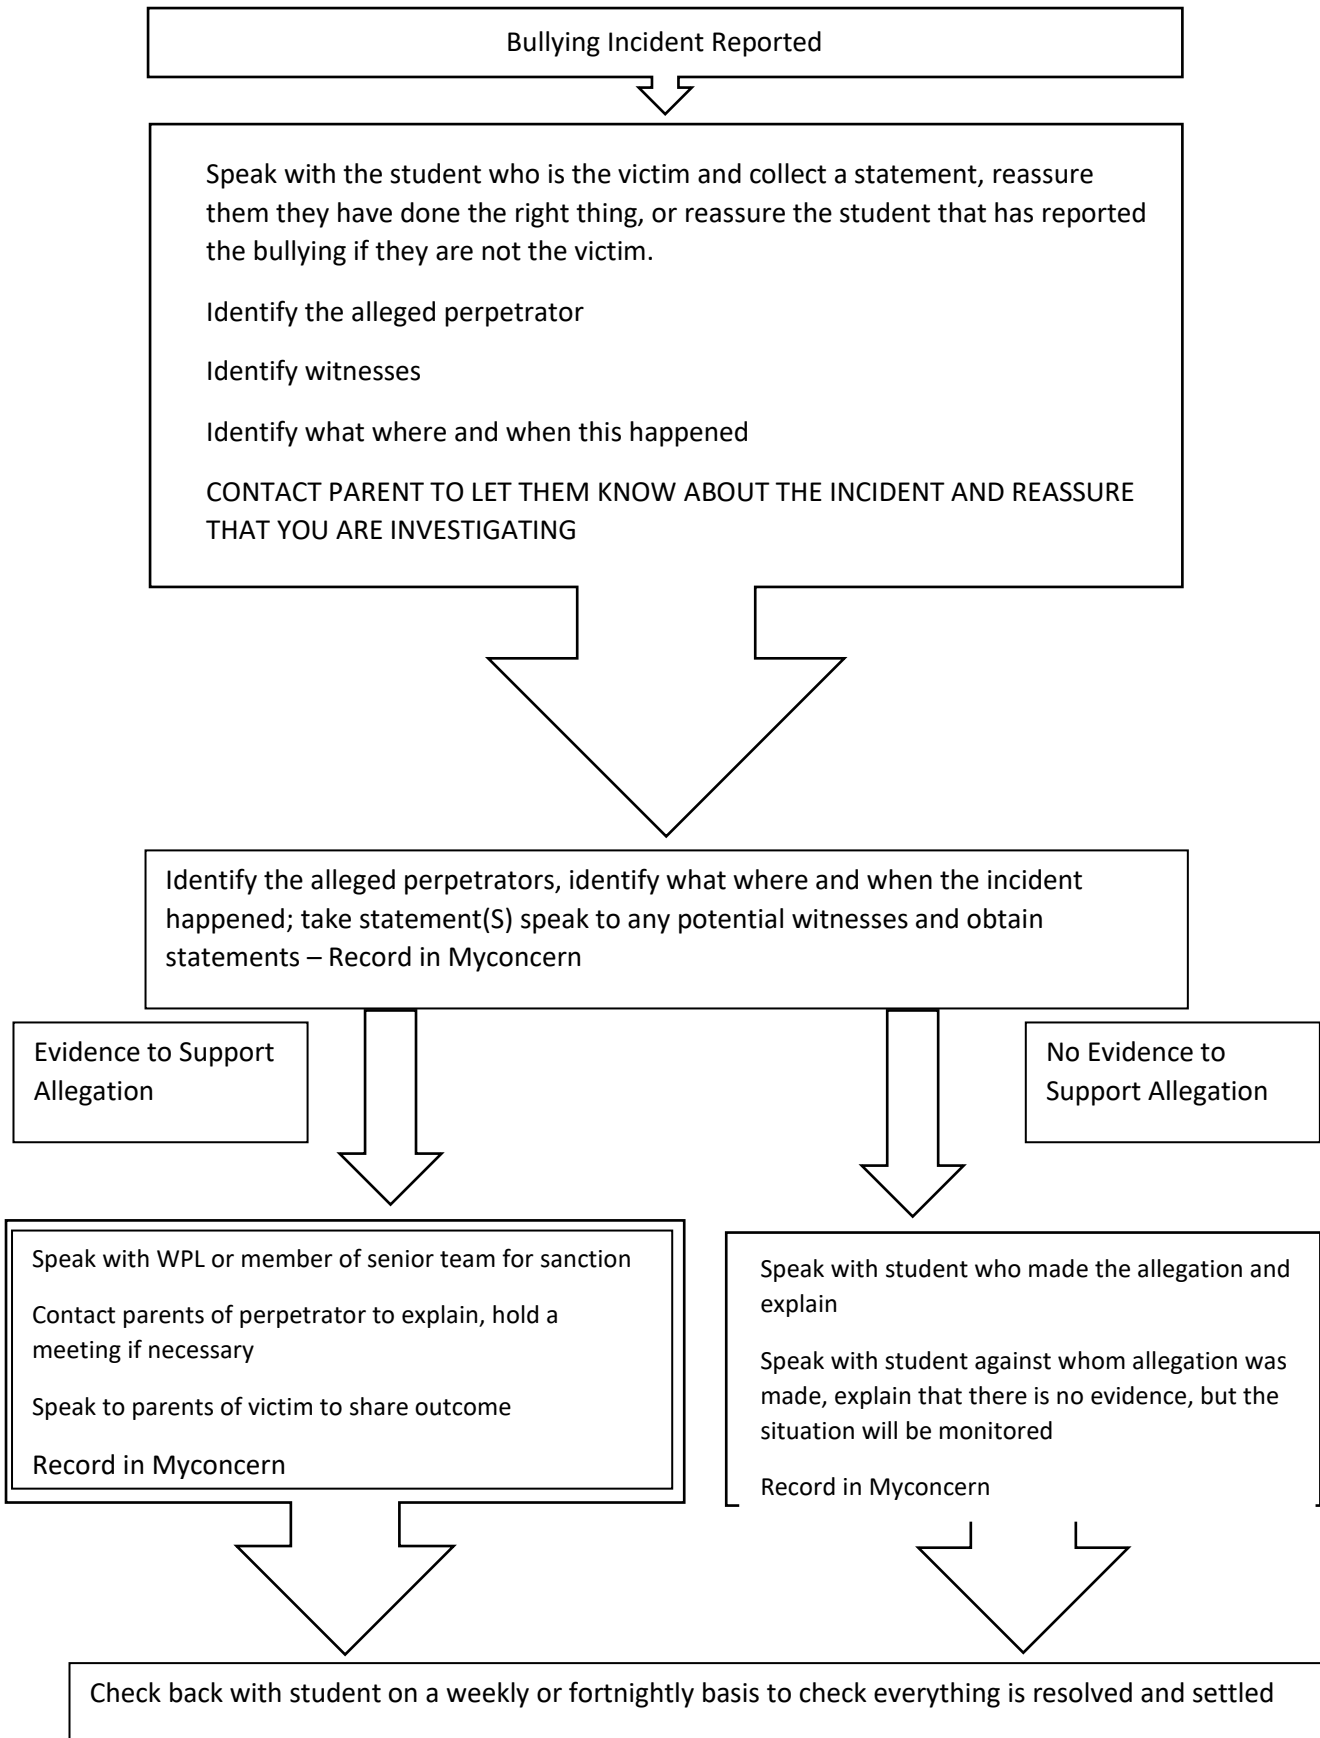 Bullying Incident Reported
Speak with the student who is the victim and collect a statement, reassure
them they have done the right thing, or reassure the student that has reported
the bullying if they are not the victim.
Identify the alleged perpetrator
Identify witnesses
Identify what where and when this happened
CONTACT PARENT TO LET THEM KNOW ABOUT THE INCIDENT AND REASSURE
THAT YOU ARE INVESTIGATING
Identify the alleged perpetrators, identify what where and when the incident
happened; take statement(S) speak to any potential witnesses and obtain
statements – Record in Myconcern
Evidence to Support
Allegation
No Evidence to
Support Allegation
Speak with WPL or member of senior team for sanction
Contact parents of perpetrator to explain, hold a
meeting if necessary
Speak to parents of victim to share outcome
Record in Myconcern
Speak with student who made the allegation and
explain
Speak with student against whom allegation was
made, explain that there is no evidence, but the
situation will be monitored
Record in Myconcern
Check back with student on a weekly or fortnightly basis to check everything is resolved and settled